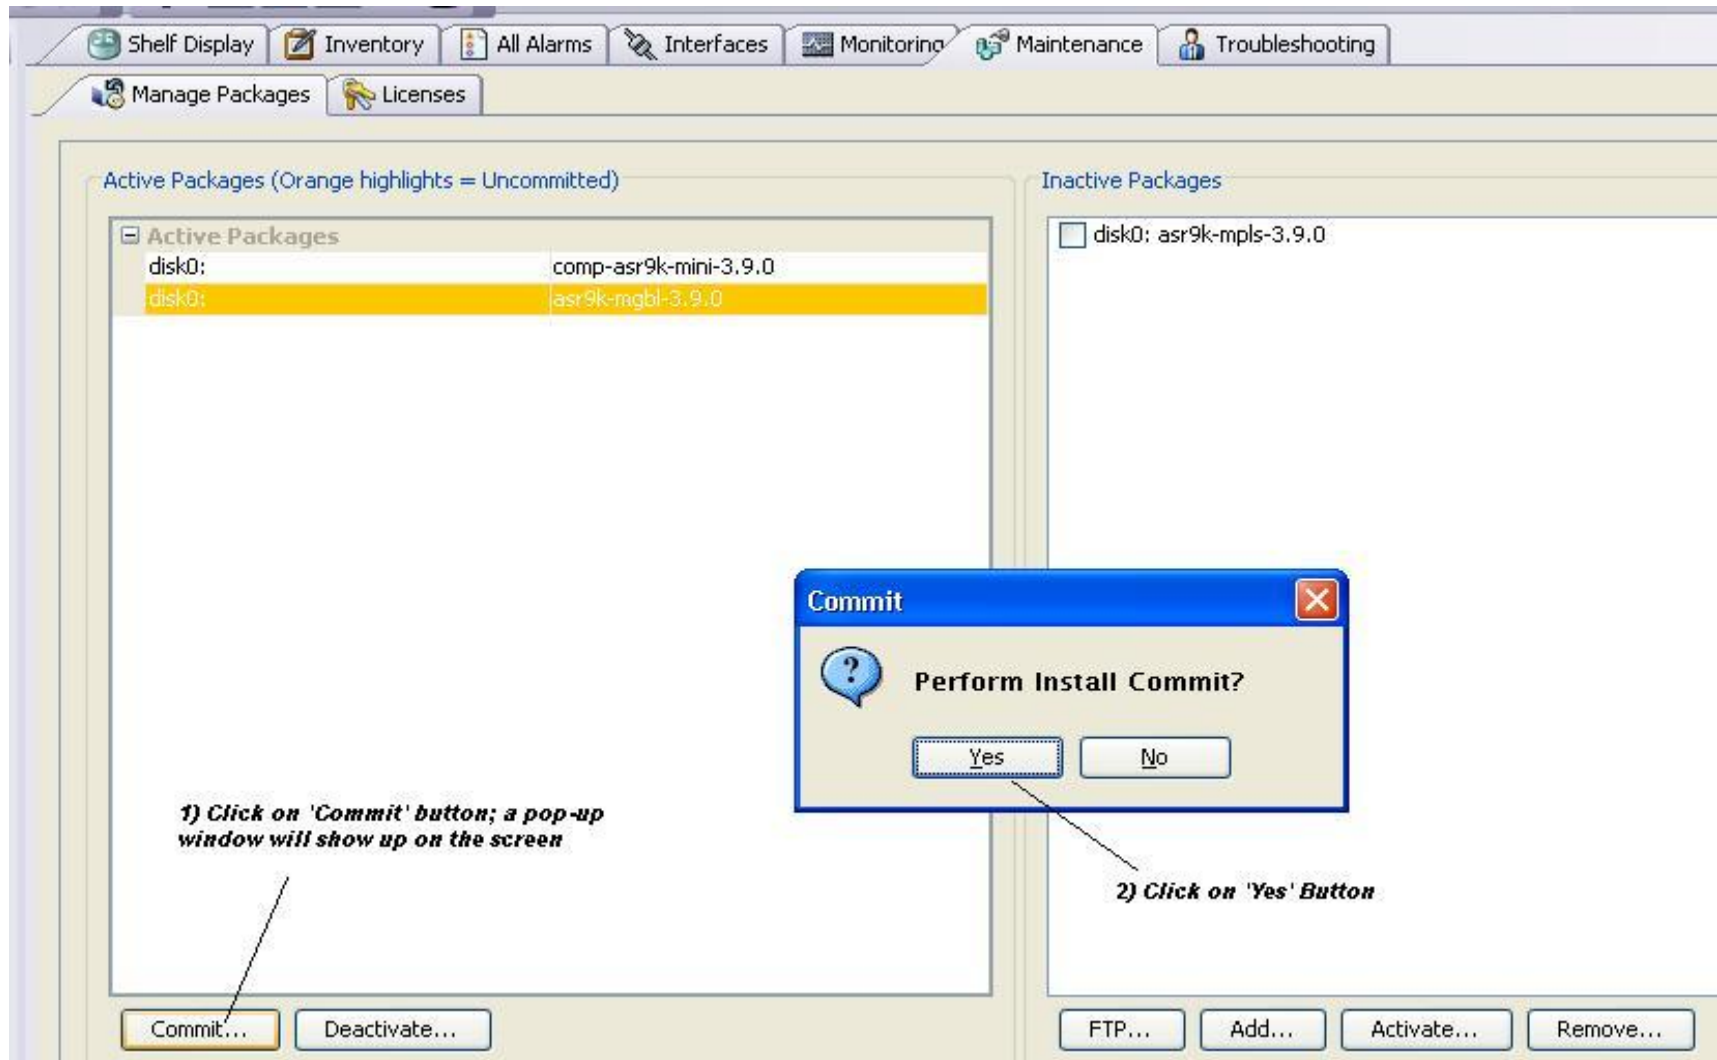 Shelf Display Inventory All Alarms Interfaces Monitoring Maintenance Troubleshooting
Manage Packages Licenses
Active Packages (Orange highlights = Uncommitted)
Active Packages
disk0: comp-asr9k-mini-3.9.0
disk0: asr9k-mgbl-3.9.0
Inactive Packages
disk0: asr9k-mpls-3.9.0
Commit
Perform Install Commit?
Yes No
1) Click on 'Commit' button; a pop-up
window will show up on the screen
2) Click on 'Yes' Button
Commit... Deactivate...
FTP... Add... Activate... Remove...